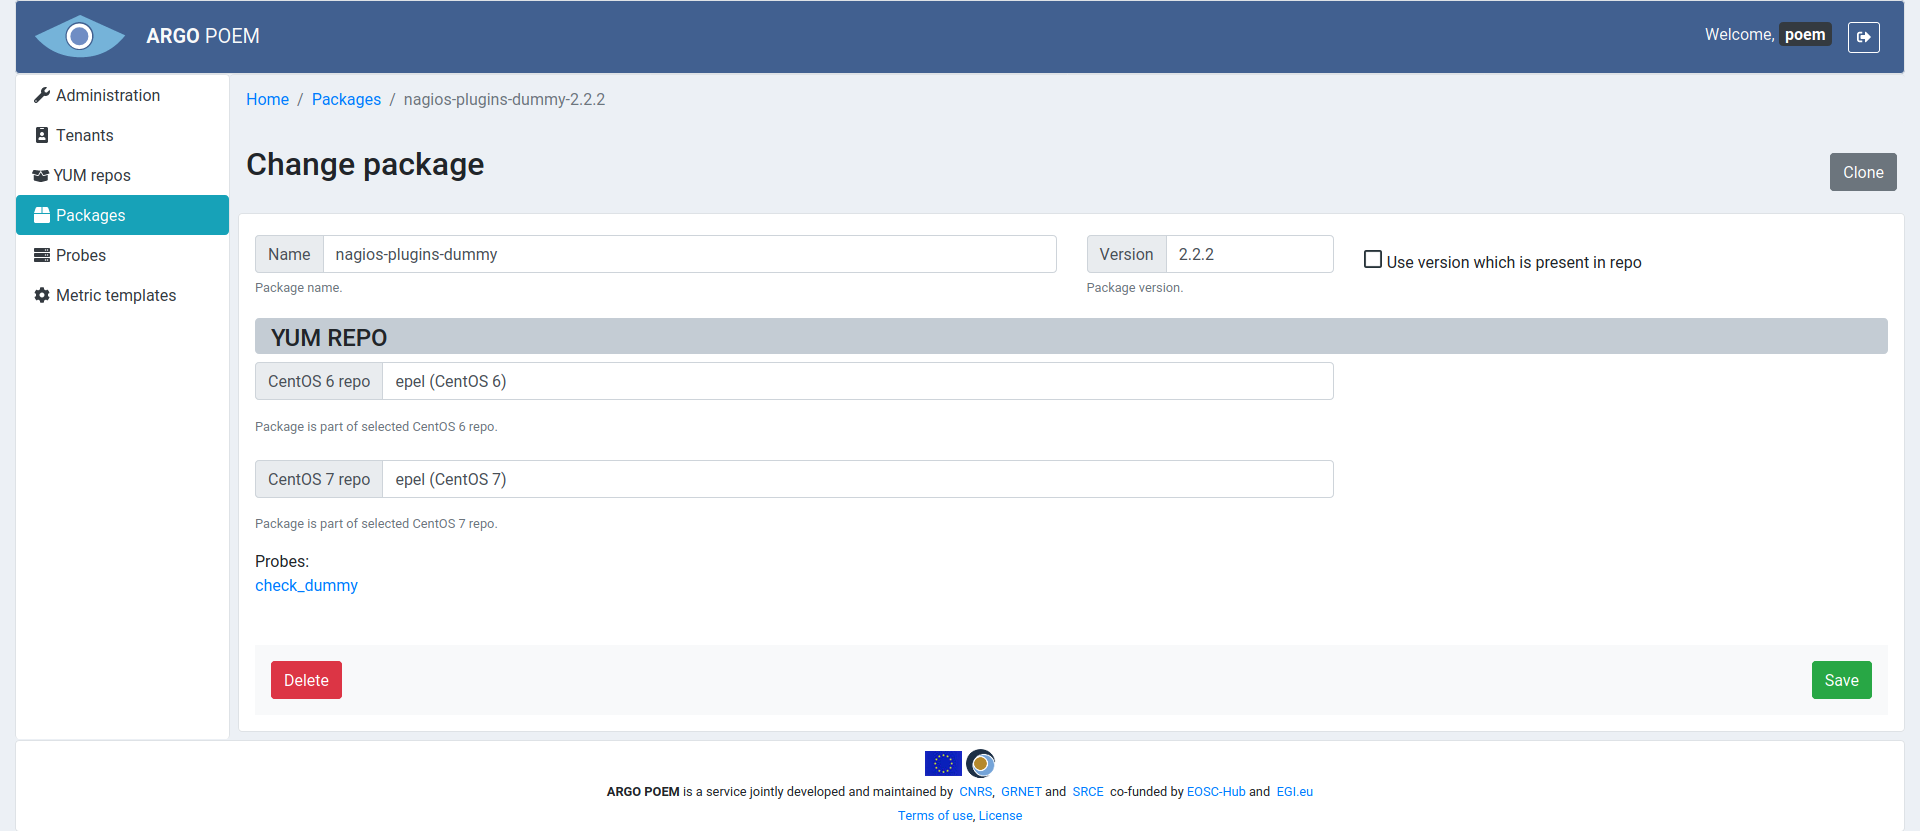 ARGO POEM
Welcome, poem
Administration
Tenants
YUM repos
Packages
Probes
Metric templates
Home / Packages / nagios-plugins-dummy-2.2.2
Change package
Clone
Name nagios-plugins-dummy
Package name.
Version 2.2.2
Package version.
Use version which is present in repo
YUM REPO
CentOS 6 repo epel (CentOS 6)
Package is part of selected CentOS 6 repo.
CentOS 7 repo epel (CentOS 7)
Package is part of selected CentOS 7 repo.
Probes:
check_dummy
Delete
Save
ARGO POEM is a service jointly developed and maintained by CNRS, GRNET and SRCE co-funded by EOSC-Hub and EGI.eu
Terms of use, License